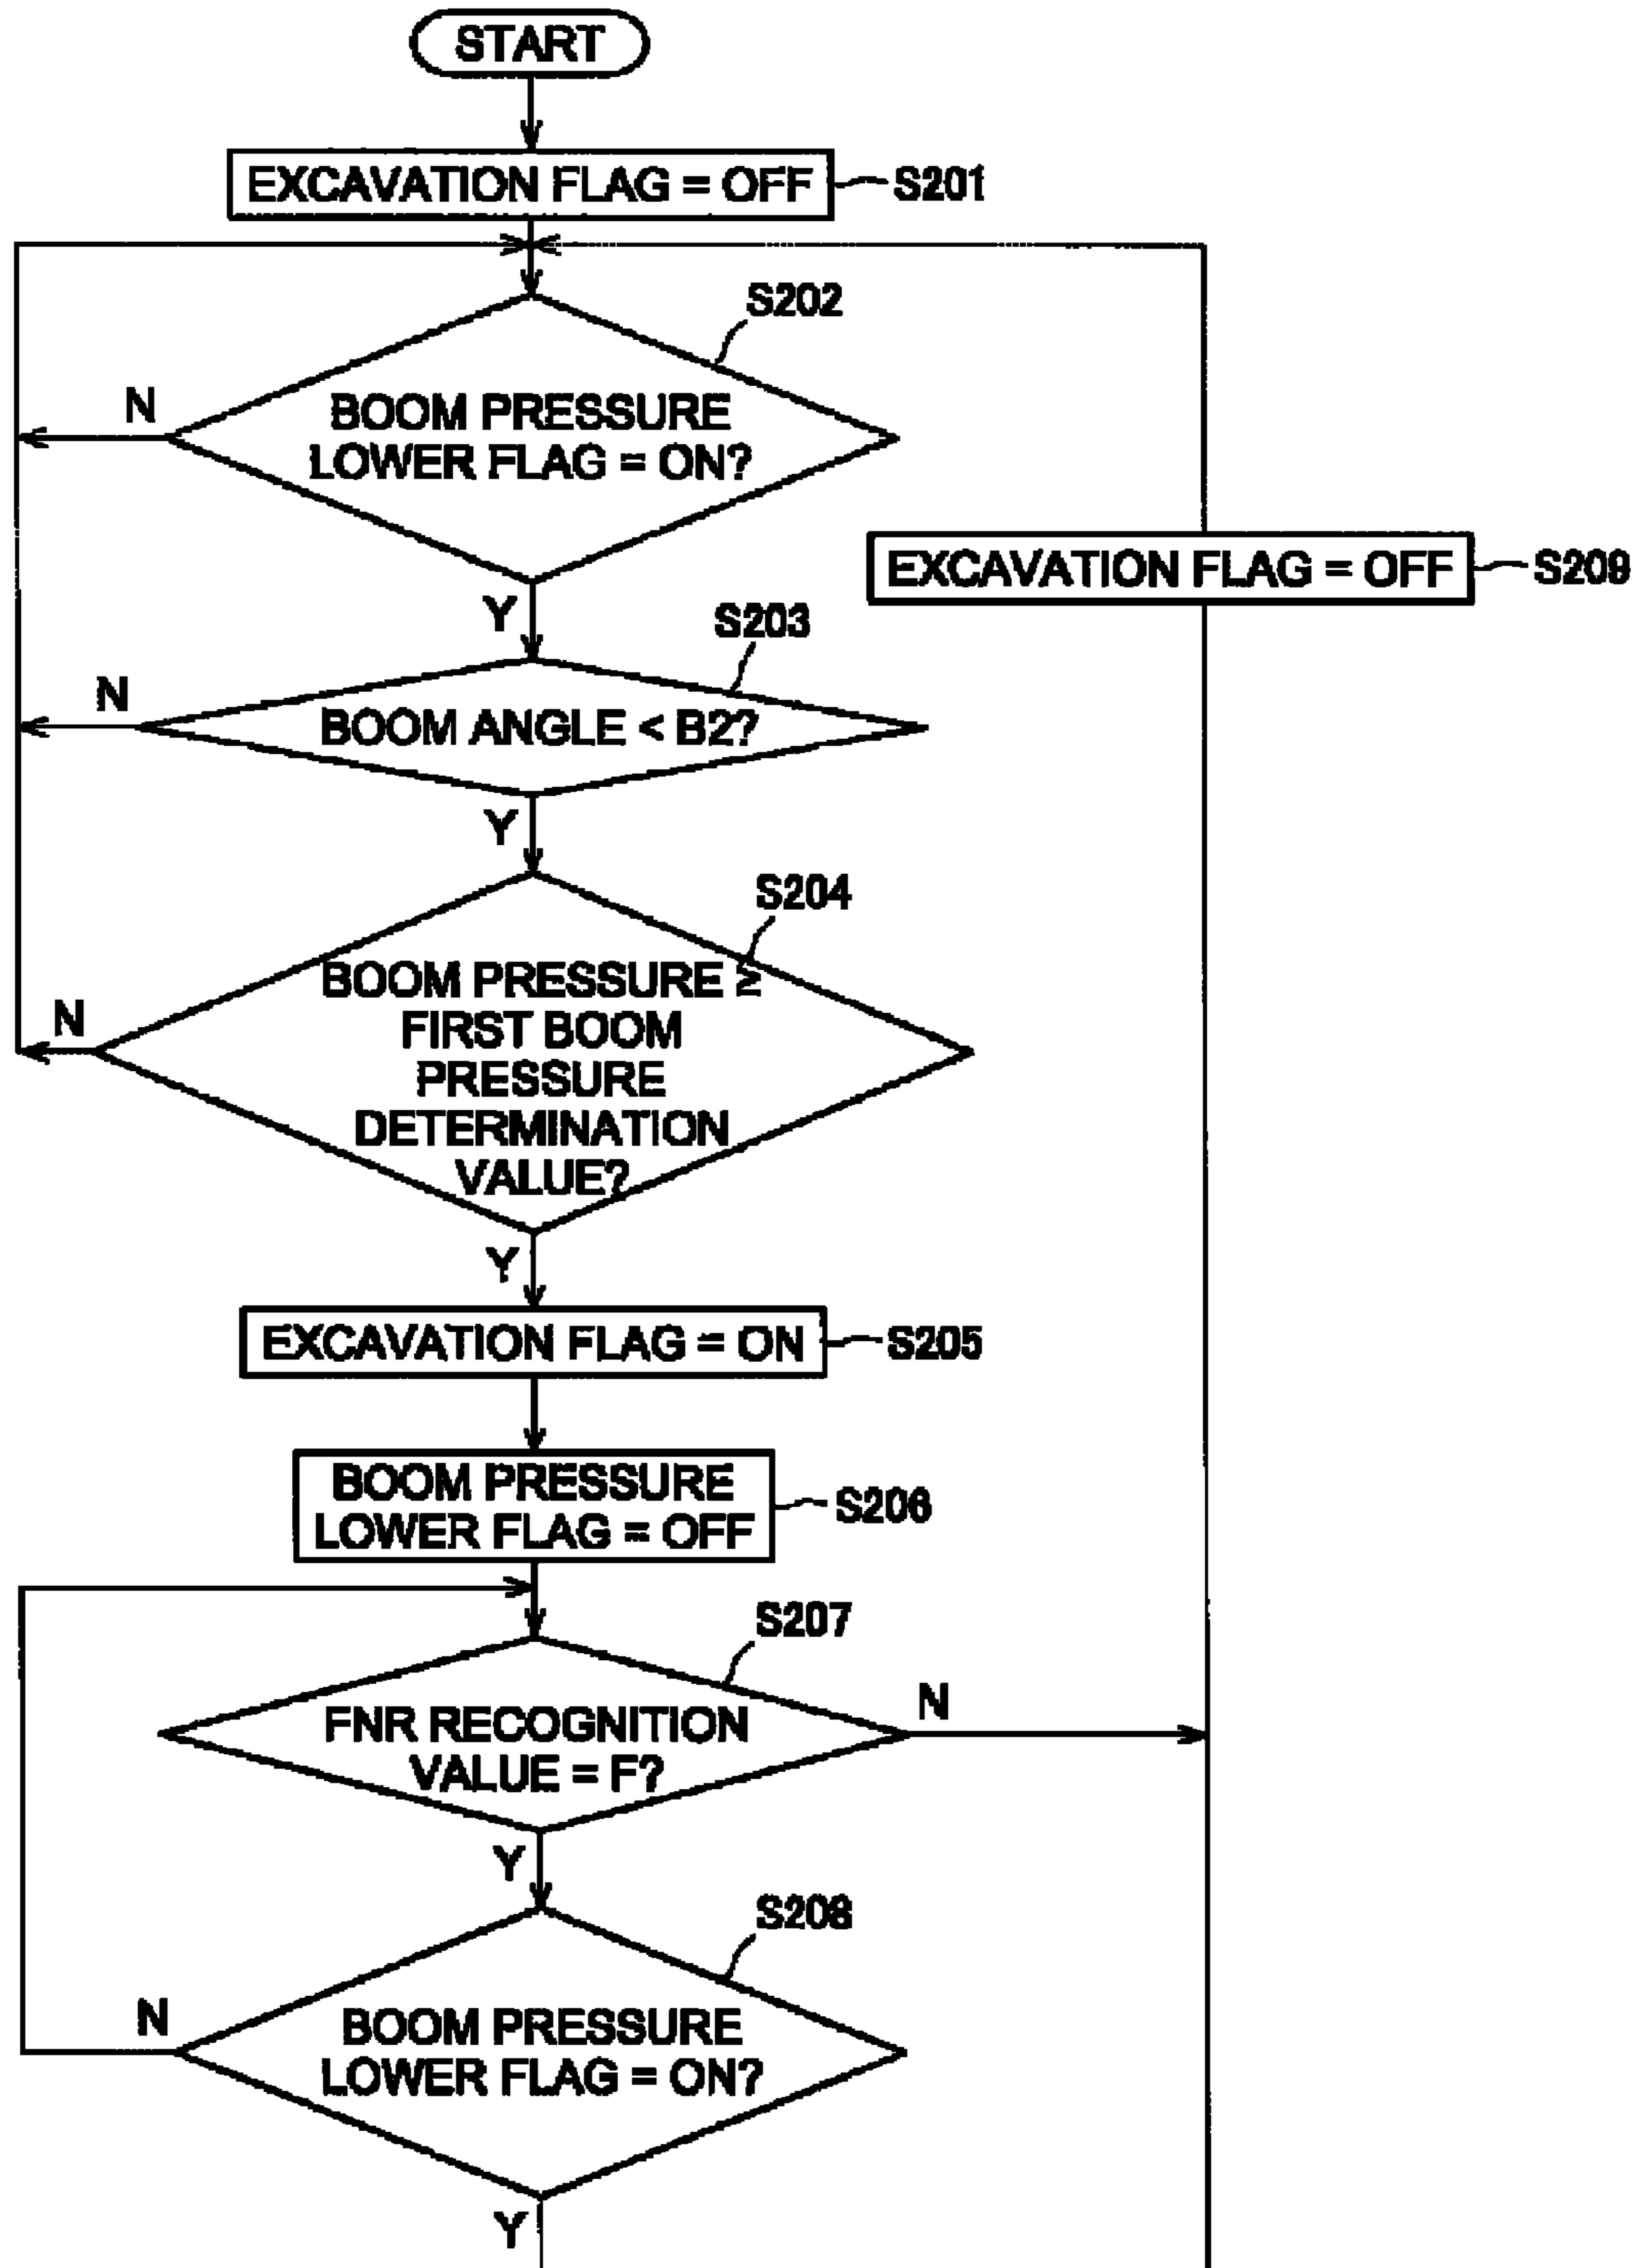 START
EXCAVATION FLAG = OFF
S201
S202
N
BOOM PRESSURE
LOWER FLAG = ON?
EXCAVATION FLAG = OFF
S209
Y
S203
N
BOOM ANGLE < B2?
Y
S204
BOOM PRESSURE ≥
FIRST BOOM
PRESSURE
DETERMINATION
VALUE?
N
Y
EXCAVATION FLAG = ON
S205
BOOM PRESSURE
LOWER FLAG = OFF
S206
S207
N
FNR RECOGNITION
VALUE = F?
Y
S208
N
BOOM PRESSURE
LOWER FLAG = ON?
Y